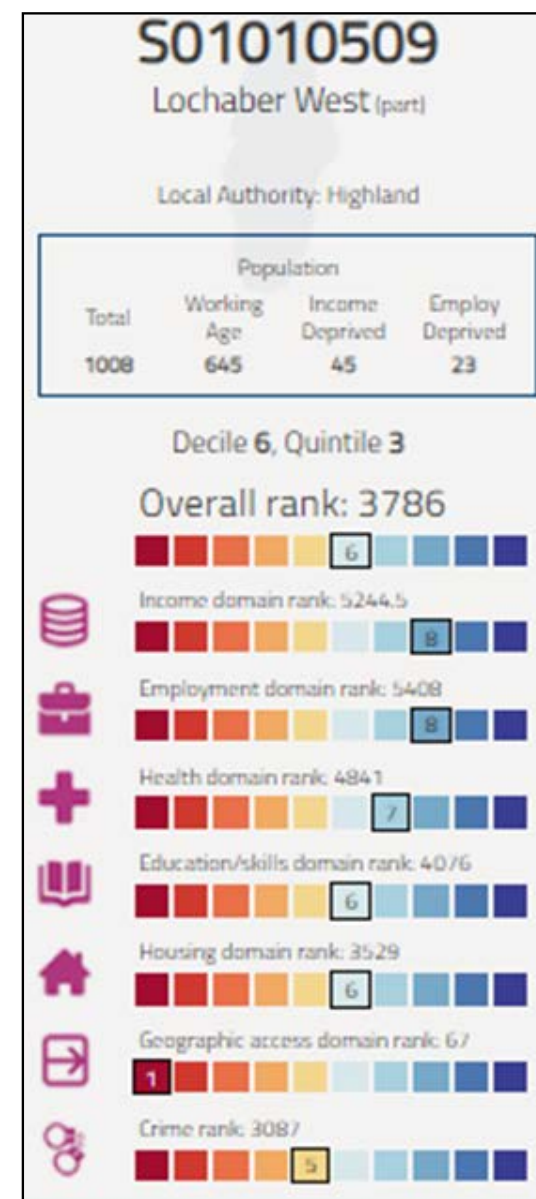 S01010509
Lochaber West (part)
Local Authority: Highland
Population
Total Working Age Income Deprived Employ Deprived
1008 645 45 23
Decile 6, Quintile 3
Overall rank: 3786
6
Income domain rank: 5244.5
8
Employment domain rank: 5408
8
Health domain rank: 4841
7
Education/skills domain rank: 4076
6
Housing domain rank: 3529
6
Geographic access domain rank: 67
1
Crime rank: 3087
5